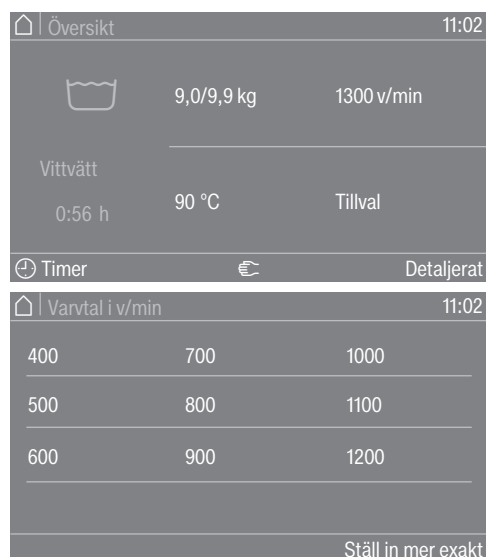 Översikt 11:02
9,0/9,9 kg 1300 v/min
Vittvätt
0:56 h
90 °C Tillval
Timer Detaljerat
Varvtal i v/min 11:02
400 700 1000
500 800 1100
600 900 1200
Ställ in mer exakt